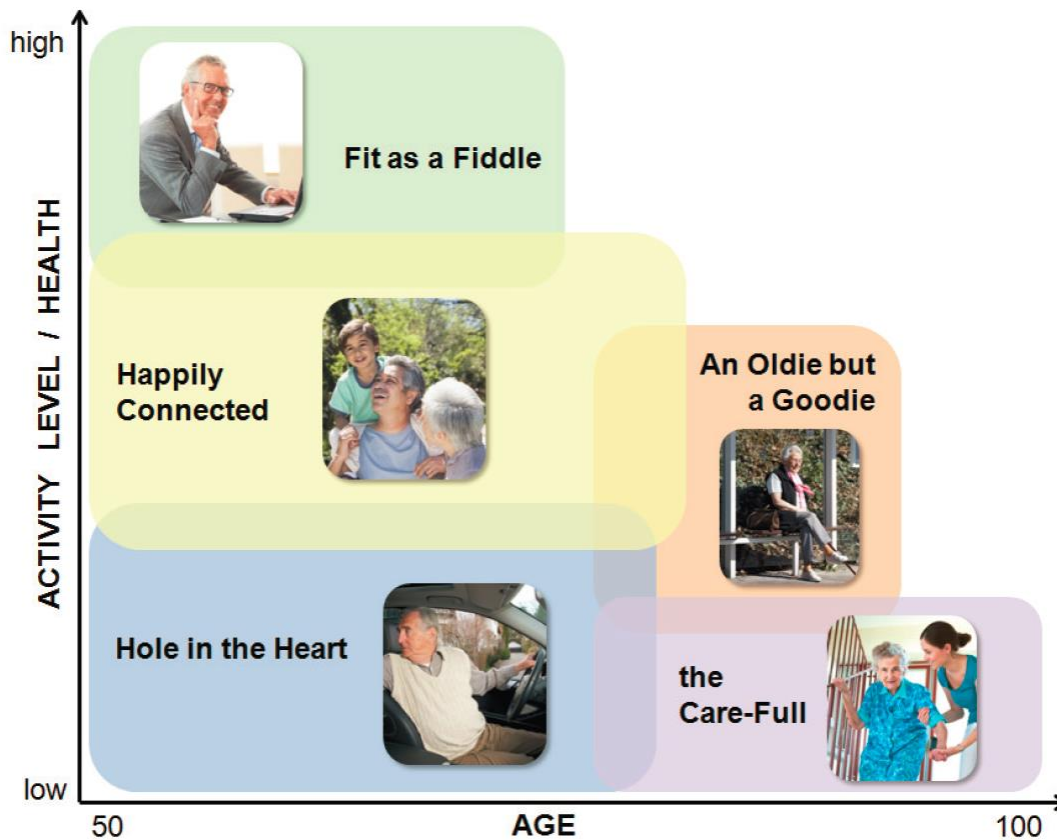 high
Fit as a Fiddle
ACTIVITY LEVEL / HEALTH
Happily
Connected
An Oldie but
a Goodie
Hole in the Heart
the
Care-Full
low
50
AGE
100